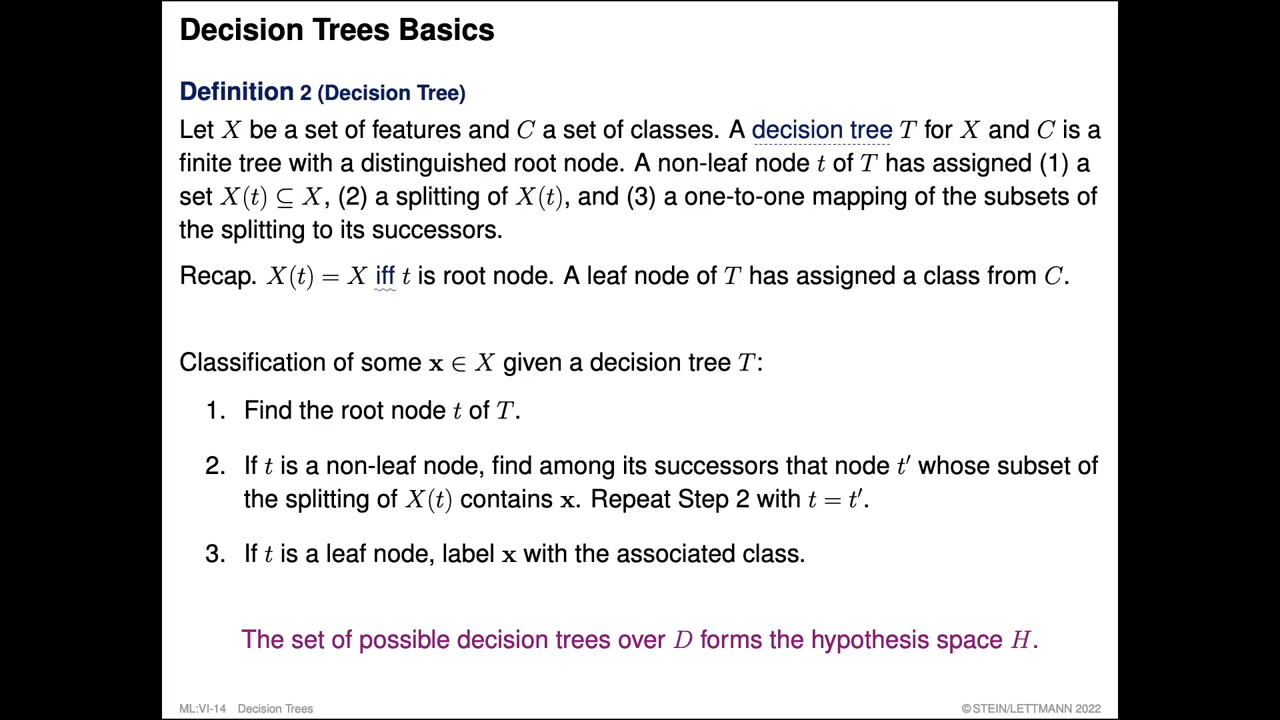 Decision Trees Basics
Definition 2 (Decision Tree)
Let X be a set of features and C a set of classes. A decision tree T for X and C is a
finite tree with a distinguished root node. A non-leaf node t of T has assigned (1) a
set X(t) ⊆ X, (2) a splitting of X(t), and (3) a one-to-one mapping of the subsets of
the splitting to its successors.
Recap. X(t) = X iff t is root node. A leaf node of T has assigned a class from C.
Classification of some x ∈ X given a decision tree T:
1. Find the root node t of T.
2. If t is a non-leaf node, find among its successors that node t′ whose subset of
the splitting of X(t) contains x. Repeat Step 2 with t = t′.
3. If t is a leaf node, label x with the associated class.
The set of possible decision trees over D forms the hypothesis space H.
ML:VI-14 Decision Trees ©STEIN/LETTMANN 2022